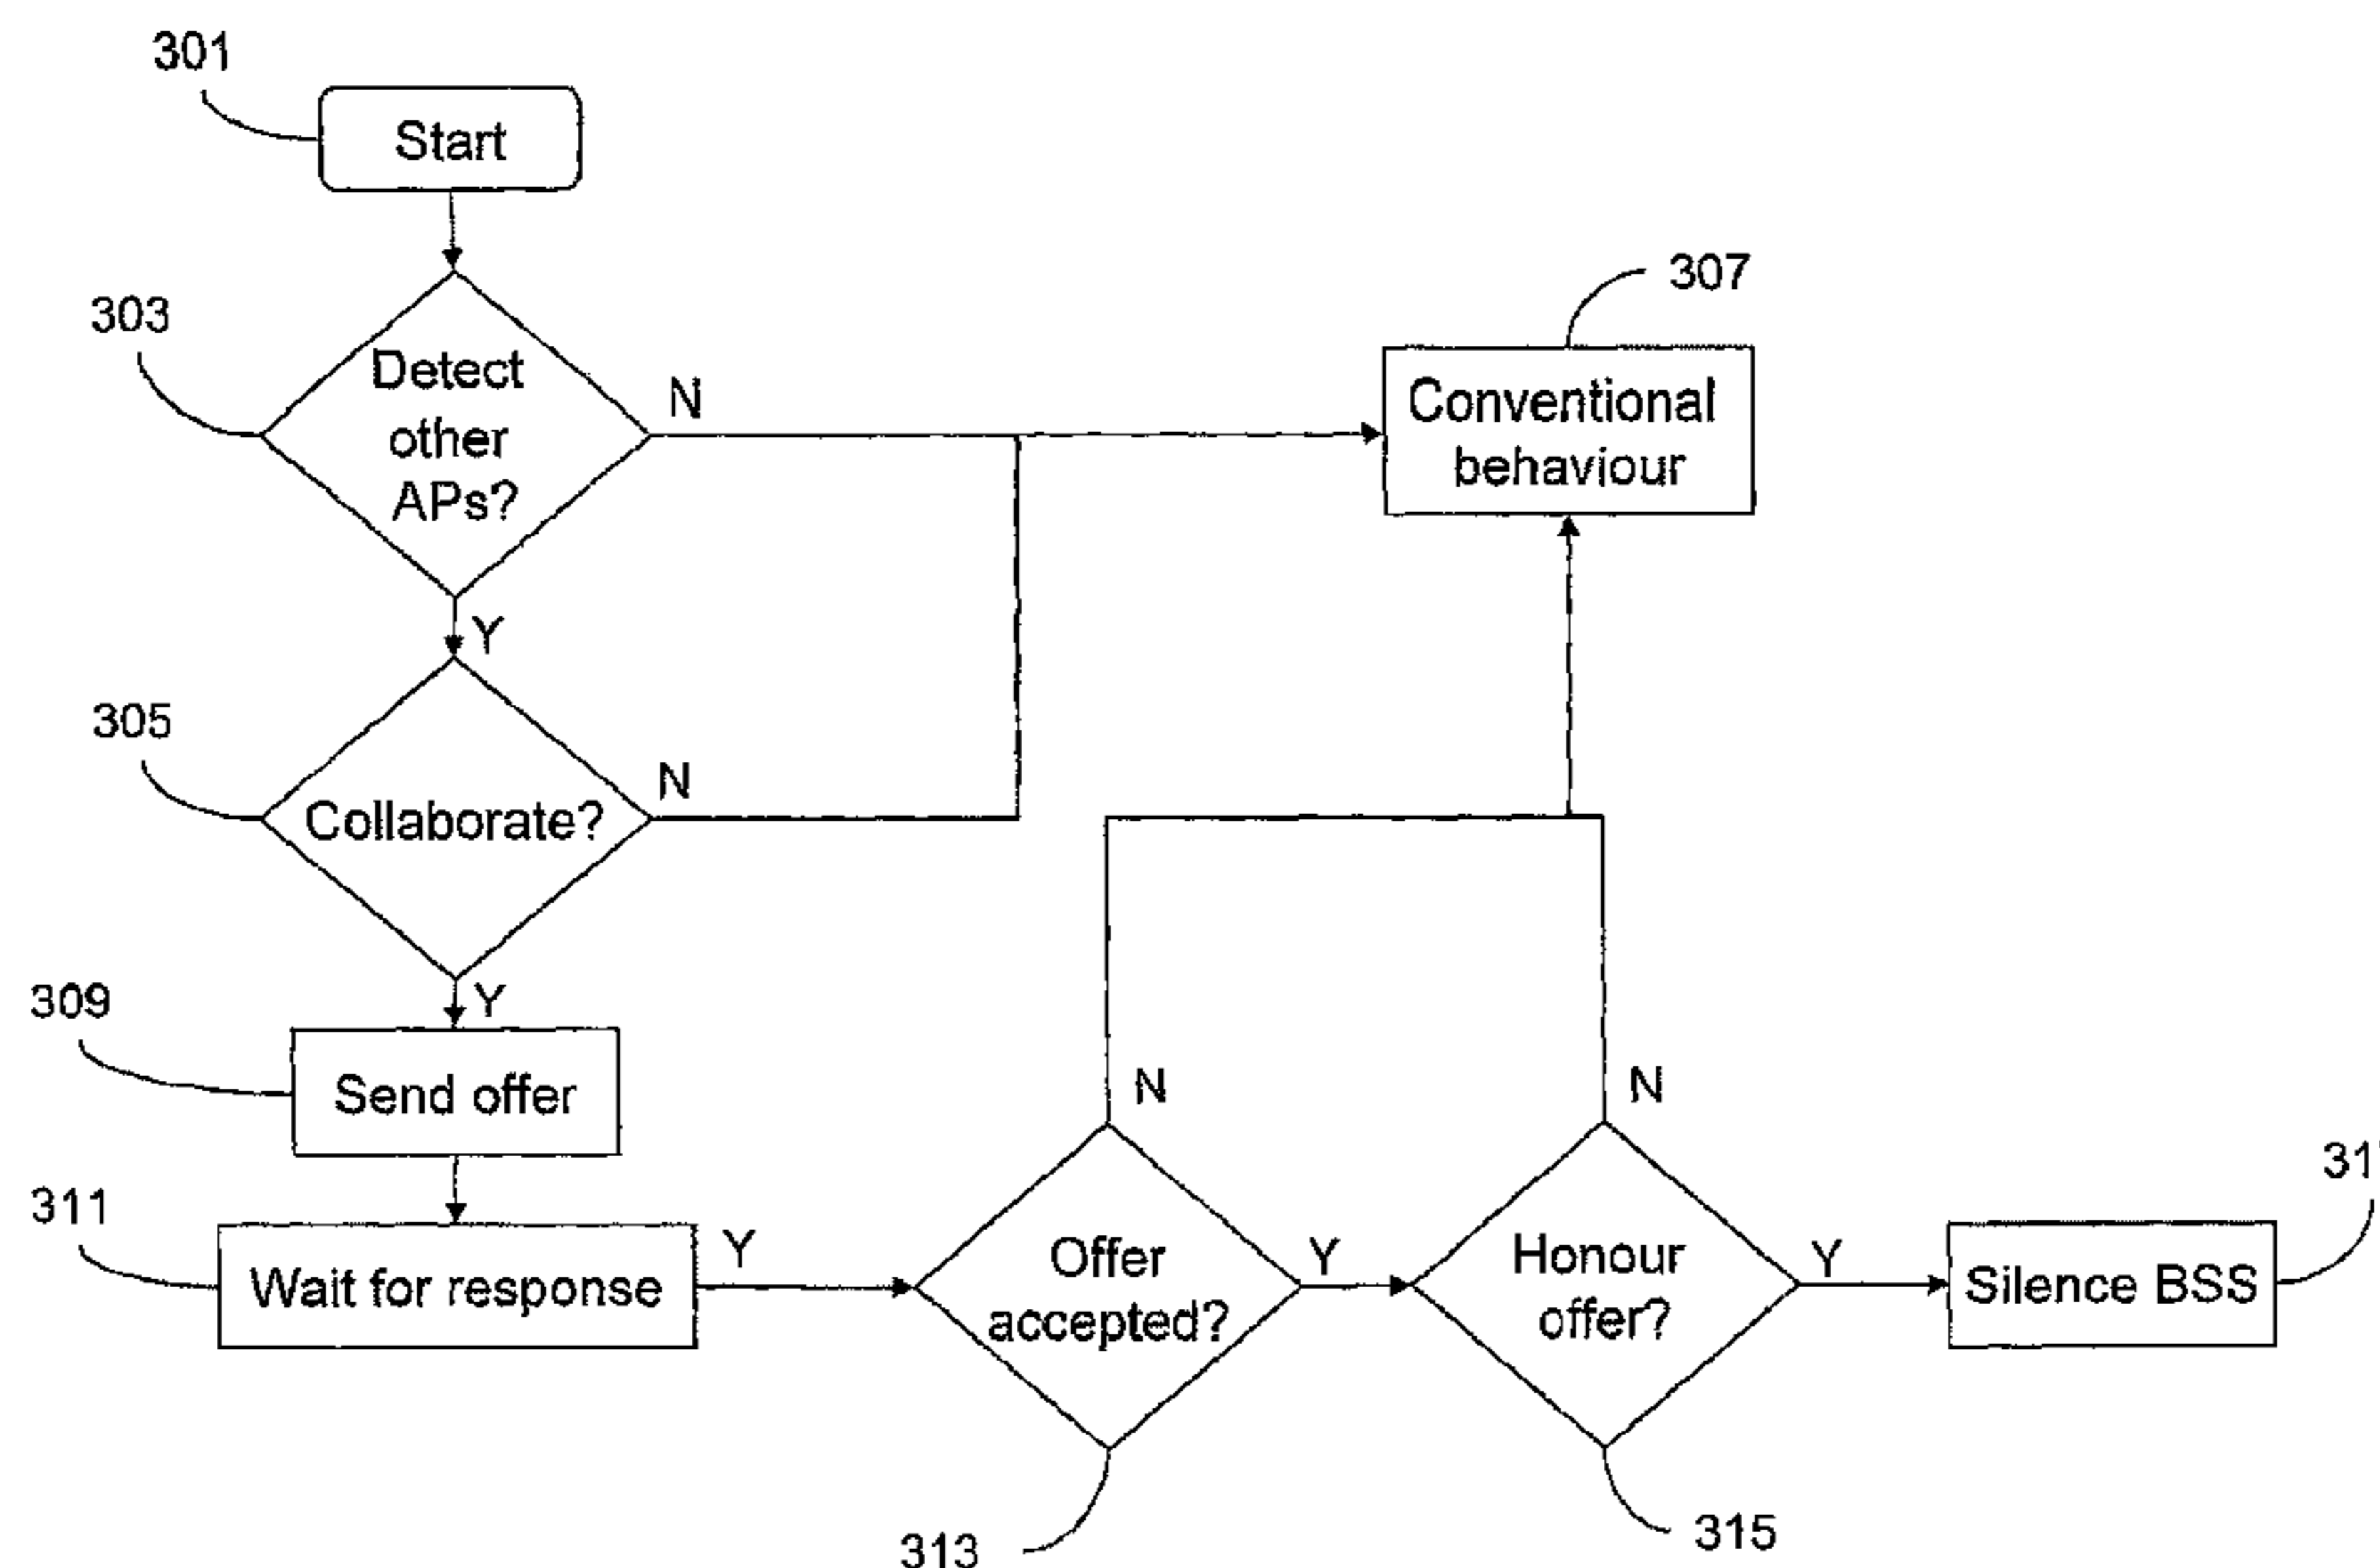 301
Start
303
Detect
other
APs?
N
307
Conventional
behaviour
Y
305
Collaborate?
N
Y
309
Send offer
311
Wait for response
Y
N
Offer
accepted?
Y
313
N
Honour
offer?
Y
315
Silence BSS